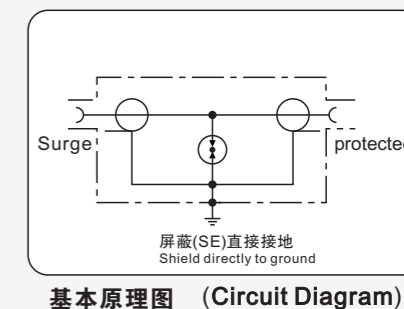 Surge
protected
屏蔽(SE)直接接地
Shield directly to ground
基本原理图 (Circuit Diagram)